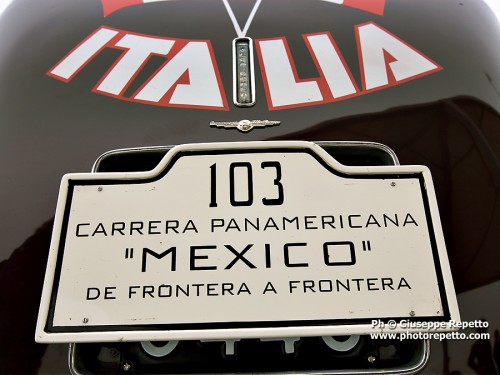 ITALIA
103
CARRERA PANAMERICANA
"MEXICO"
DE FRONTERA A FRONTERA
Ph © Giuseppe Repetto
www.photorepetto.com